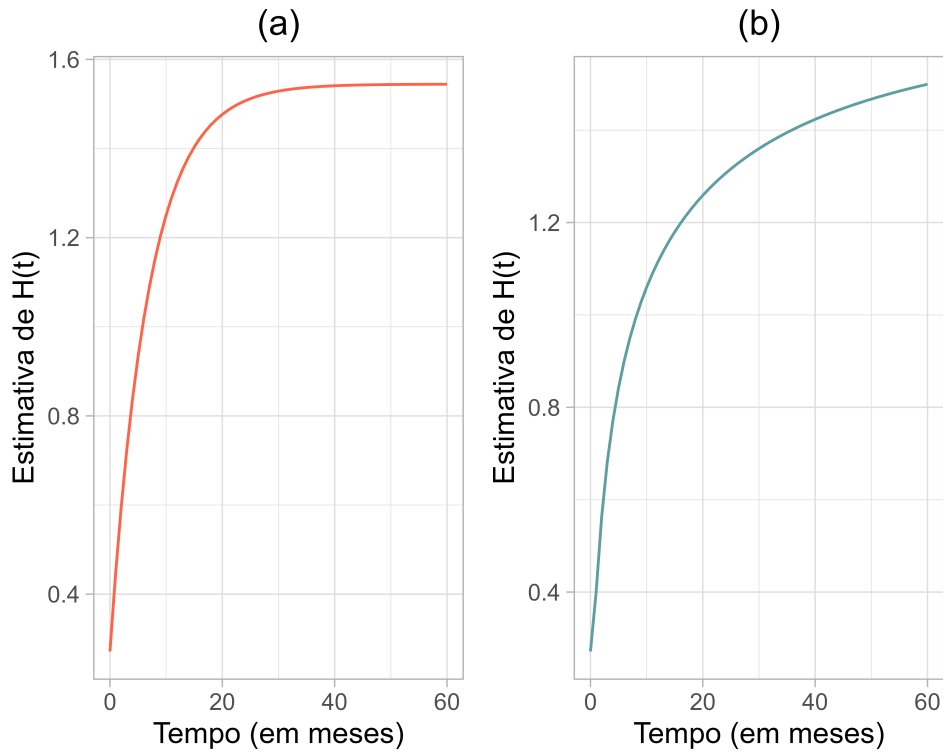 (a)
Estimativa de H(t)
1.6
1.2
0.8
0.4
0 20 40 60
Tempo (em meses)
(b)
Estimativa de H(t)
1.2
0.8
0.4
0 20 40 60
Tempo (em meses)